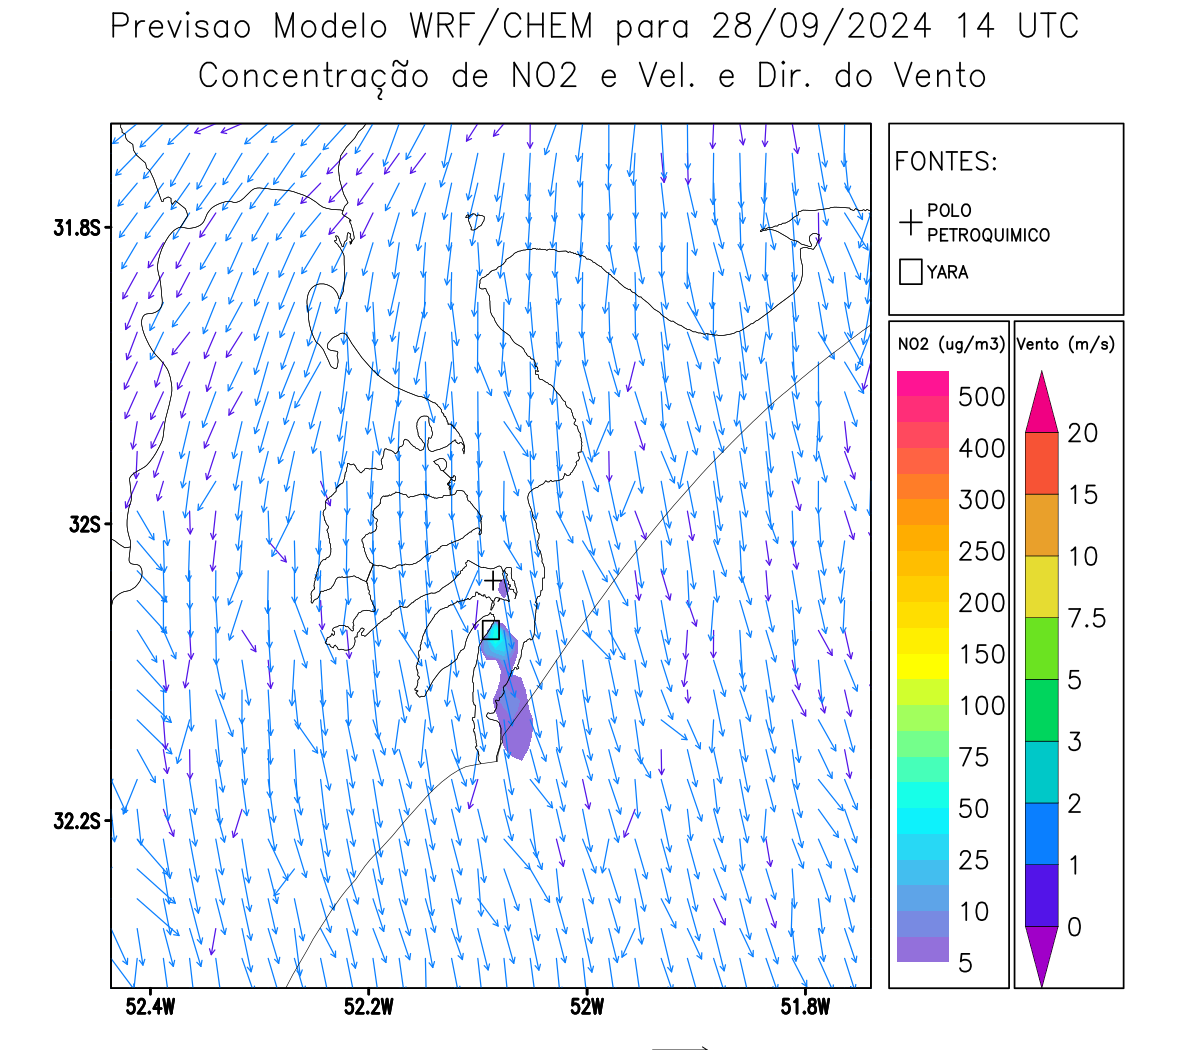 Previsao Modelo WRF/CHEM para 28/09/2024 14 UTC
Concentração de NO2 e Vel. e Dir. do Vento
FONTES:
POLO
PETROQUIMICO
YARA
NO2 (ug/m3)
500
400
300
250
200
150
100
75
50
25
10
5
Vento (m/s)
20
15
10
7.5
5
3
2
1
0
31.8S
32S
32.2S
52.4W
52.2W
52W
51.8W